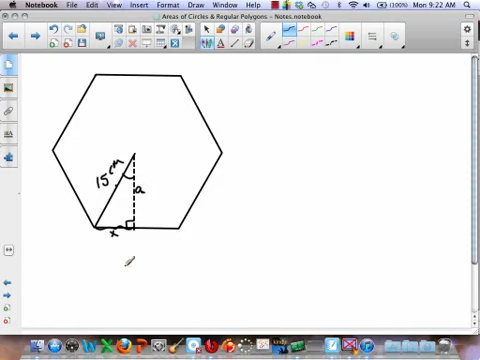 Notebook File Edit View Insert Format Window Help (100%) Mon 9:22 AM
Areas of Circles & Regular Polygons – Notes.notebook
15 cm
a
x